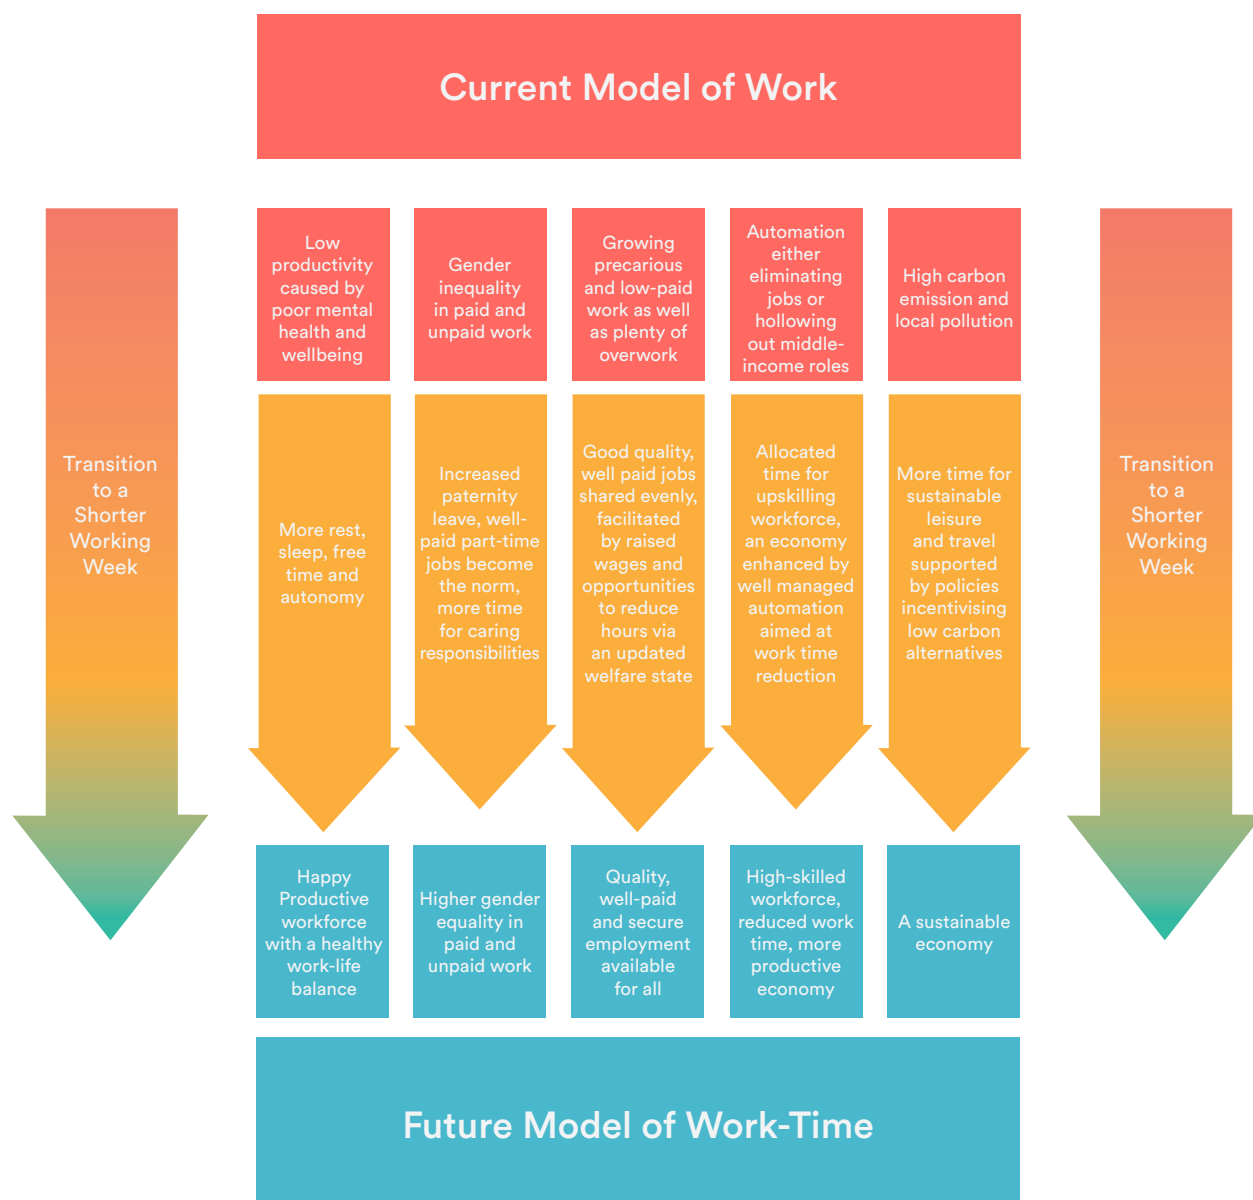 Current Model of Work
Low
productivity
caused by
poor mental
health and
wellbeing
Gender
inequality
in paid and
unpaid work
Growing
precarious
and low-paid
work as well
as plenty of
overwork
Automation
either
eliminating
jobs or
hollowing
out middle-
income roles
High carbon
emission and
local pollution
Transition
to a
Shorter
Working
Week
More rest,
sleep, free
time and
autonomy
Increased
paternity
leave, well-
paid part-time
jobs become
the norm,
more time
for caring
responsibilities
Good quality,
well paid jobs
shared evenly,
facilitated
by raised
wages and
opportunities
to reduce
hours via
an updated
welfare state
Allocated
time for
upskilling
workforce,
an economy
enhanced by
well managed
automation
aimed at
work time
reduction
More time for
sustainable
leisure
and travel
supported
by policies
incentivising
low carbon
alternatives
Transition
to a
Shorter
Working
Week
Happy
Productive
workforce
with a healthy
work-life
balance
Higher gender
equality in
paid and
unpaid work
Quality,
well-paid
and secure
employment
available
for all
High-skilled
workforce,
reduced work
time, more
productive
economy
A sustainable
economy
Future Model of Work-Time